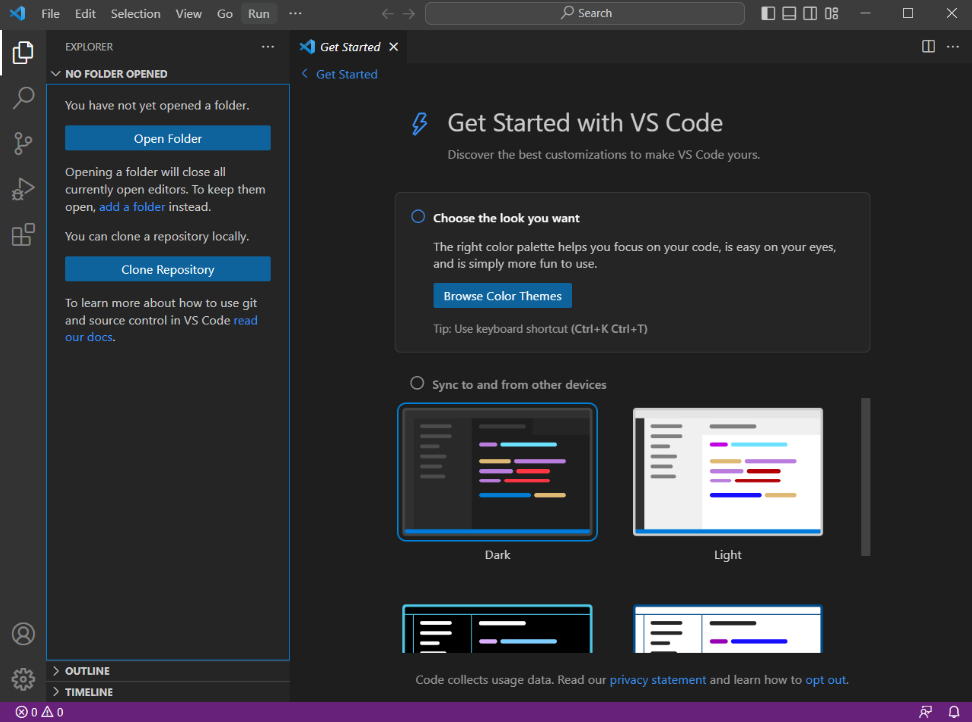 File Edit Selection View Go Run ···
Search
EXPLORER ···
NO FOLDER OPENED
You have not yet opened a folder.
Open Folder
Opening a folder will close all
currently open editors. To keep them
open, add a folder instead.
You can clone a repository locally.
Clone Repository
To learn more about how to use git
and source control in VS Code read
our docs.
OUTLINE
TIMELINE
Get Started
Get Started
Get Started with VS Code
Discover the best customizations to make VS Code yours.
Choose the look you want
The right color palette helps you focus on your code, is easy on your eyes,
and is simply more fun to use.
Browse Color Themes
Tip: Use keyboard shortcut (Ctrl+K Ctrl+T)
Sync to and from other devices
Dark
Light
Code collects usage data. Read our privacy statement and learn how to opt out.
0 0